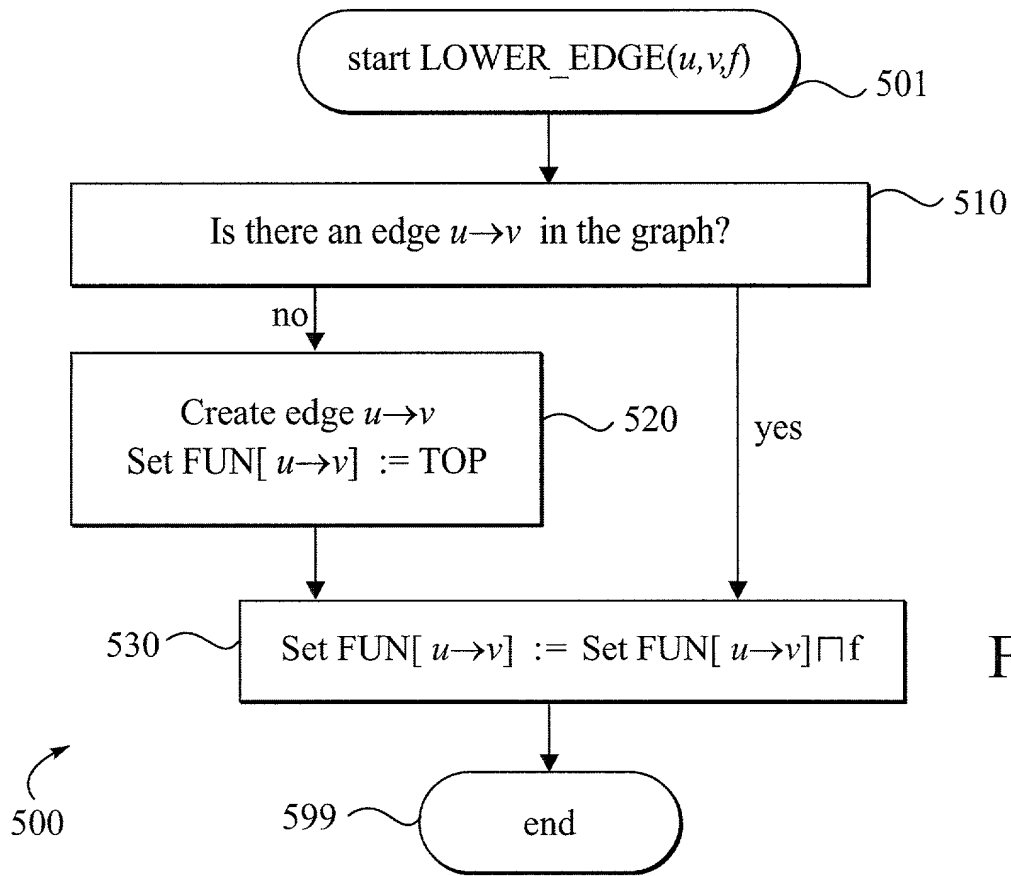 start LOWER_EDGE(u,v,f)
501
Is there an edge u→v in the graph?
510
no
Create edge u→v
Set FUN[ u→v] := TOP
520
yes
530
Set FUN[ u→v] := Set FUN[ u→v]⊓f
F
500
599
end